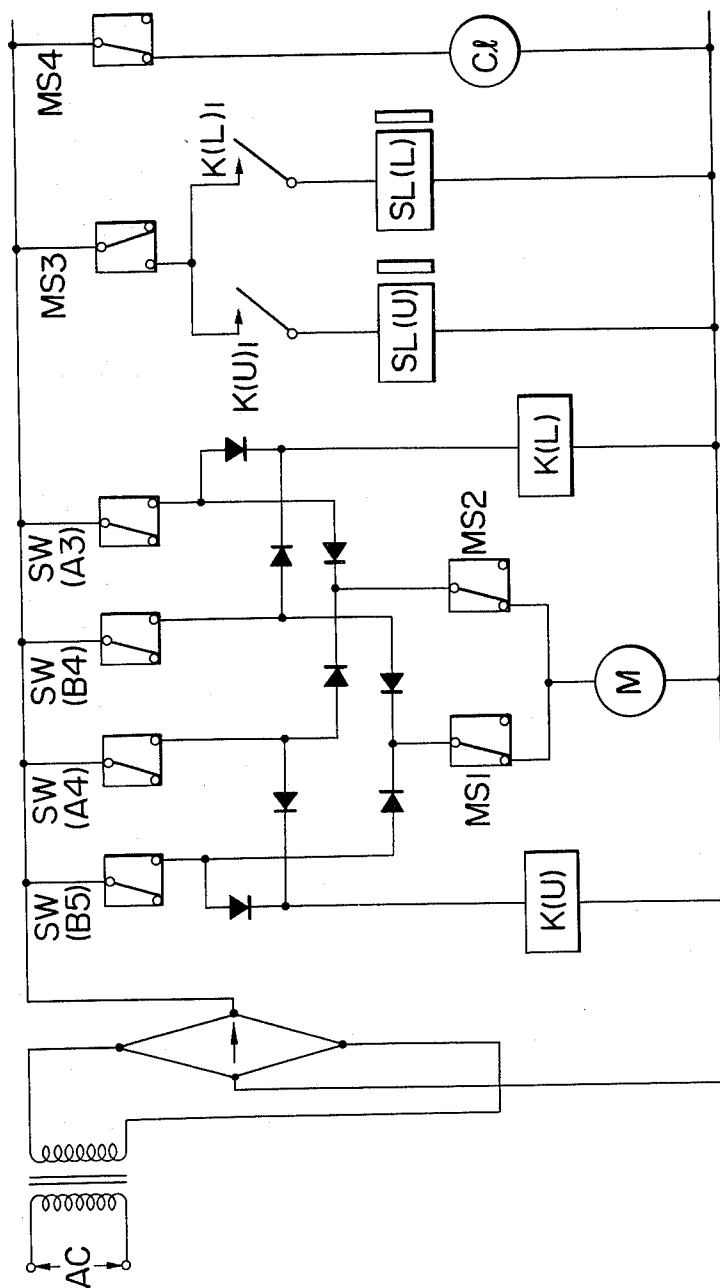 AC
SW
(B5)
SW
(A4)
SW
(B4)
SW
(A3)
MS3
MS4
K(U)1
K(L)1
MS1
MS2
K(U)
M
K(L)
SL(U)
SL(L)
Cℓ